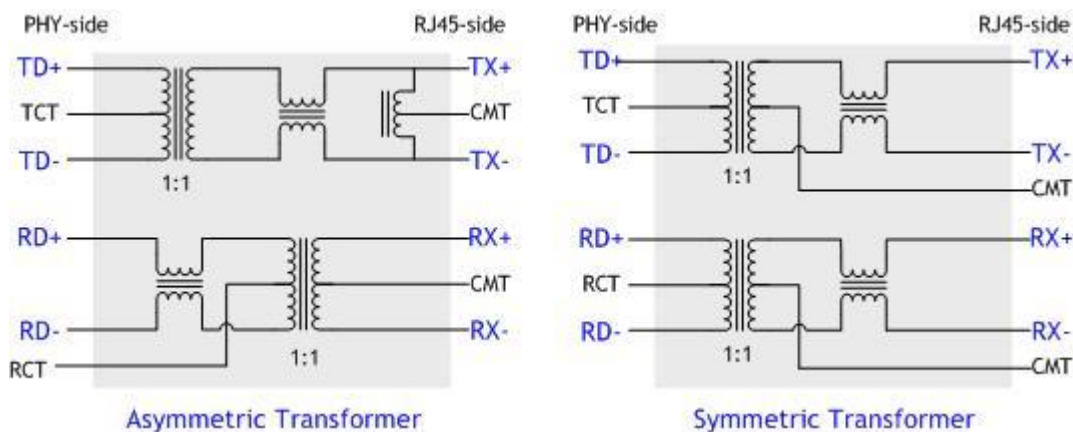 PHY-side RJ45-side
TD+ TX+
TCT CMT
TD- TX-
1:1
RD+ RX+
CMT
RD- RX-
RCT 1:1
Asymmetric Transformer
PHY-side RJ45-side
TD+ TX+
TCT
TD- TX-
1:1 CMT
RD+ RX+
RCT
RD- RX-
1:1 CMT
Symmetric Transformer